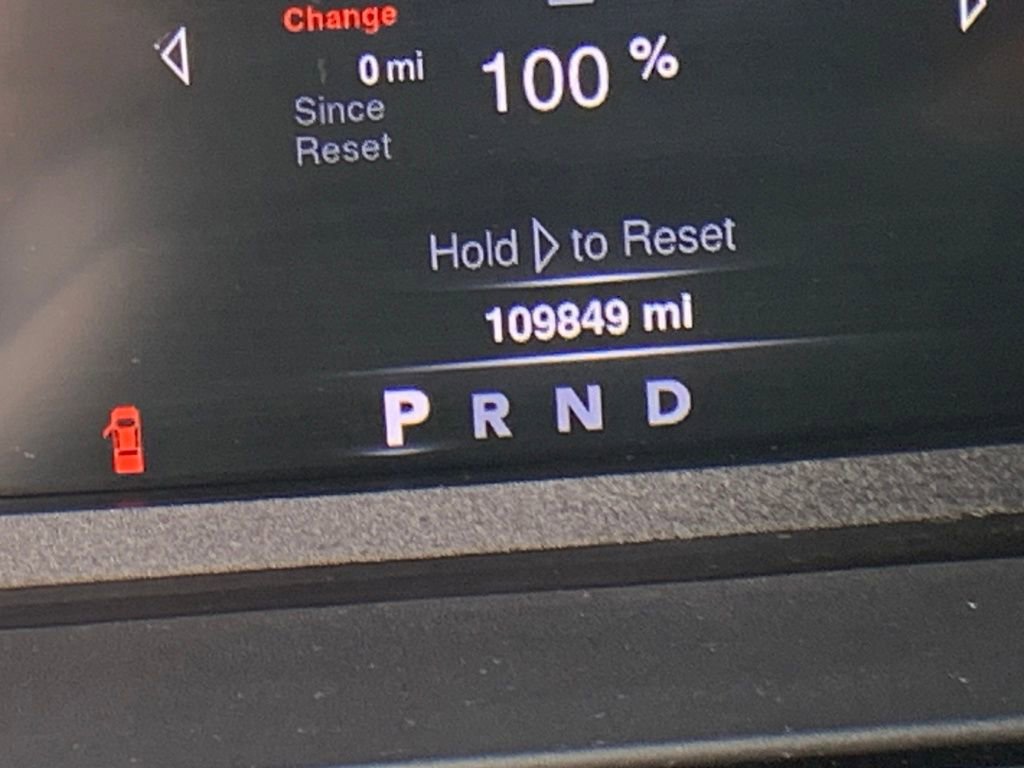 Change
0 mi
100 %
Since
Reset
Hold ▷ to Reset
109849 mi
P R N D